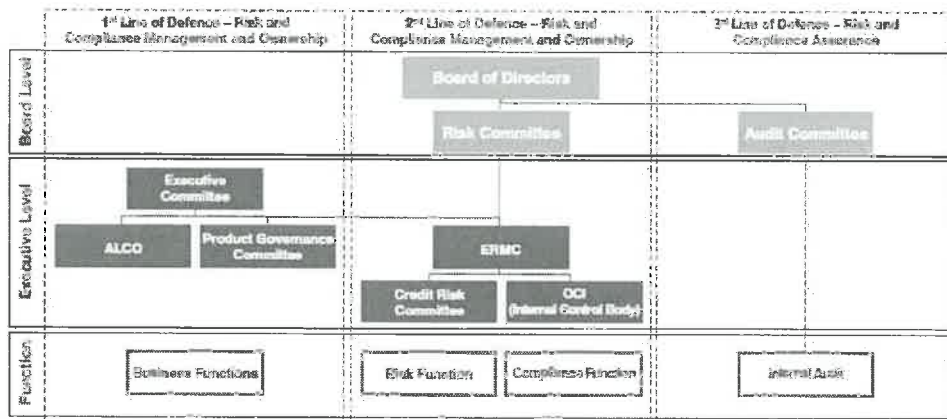 1st Line of Defence – Risk and
Compliance Management and Ownership
2nd Line of Defence – Risk and
Compliance Management and Ownership
3rd Line of Defence – Risk and
Compliance Assurance
Board Level
Board of Directors
Risk Committee
Audit Committee
Executive Level
Executive
Committee
ALCO
Product Governance
Committee
ERMC
Credit Risk
Committee
OCI
(Internal Control Body)
Function
Business Functions
Risk Function
Compliance Function
Internal Audit